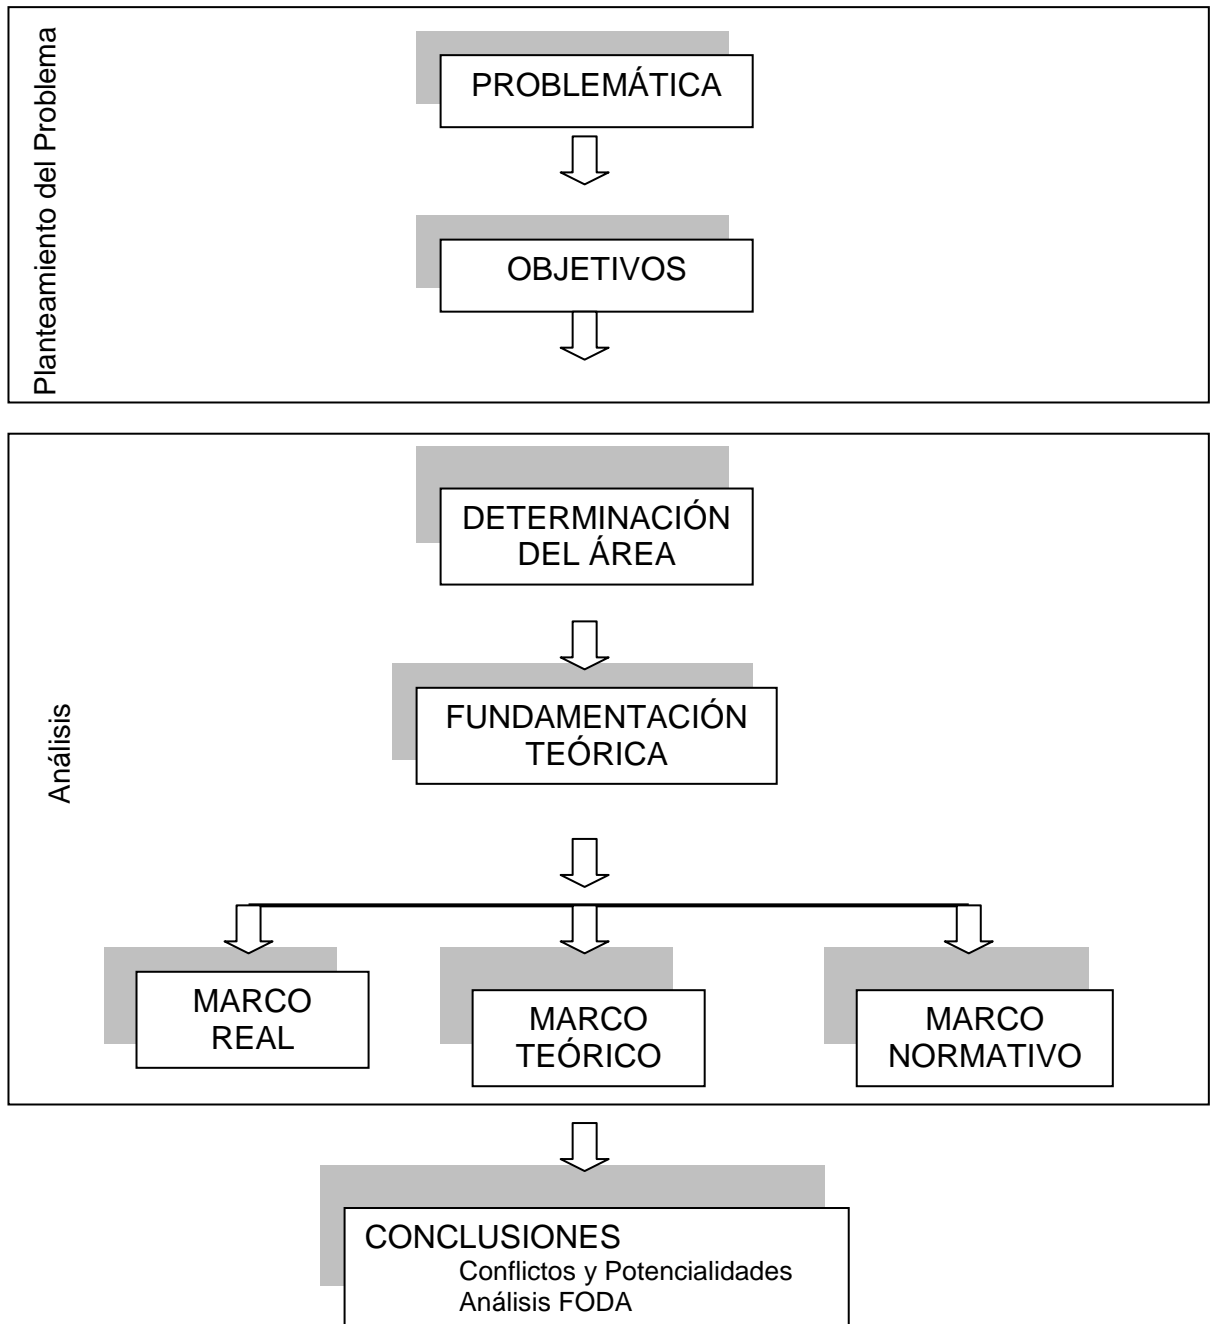 Planteamiento del Problema
PROBLEMÁTICA
OBJETIVOS
Análisis
DETERMINACIÓN
DEL ÁREA
FUNDAMENTACIÓN
TEÓRICA
MARCO
REAL
MARCO
TEÓRICO
MARCO
NORMATIVO
CONCLUSIONES
Conflictos y Potencialidades
Análisis FODA